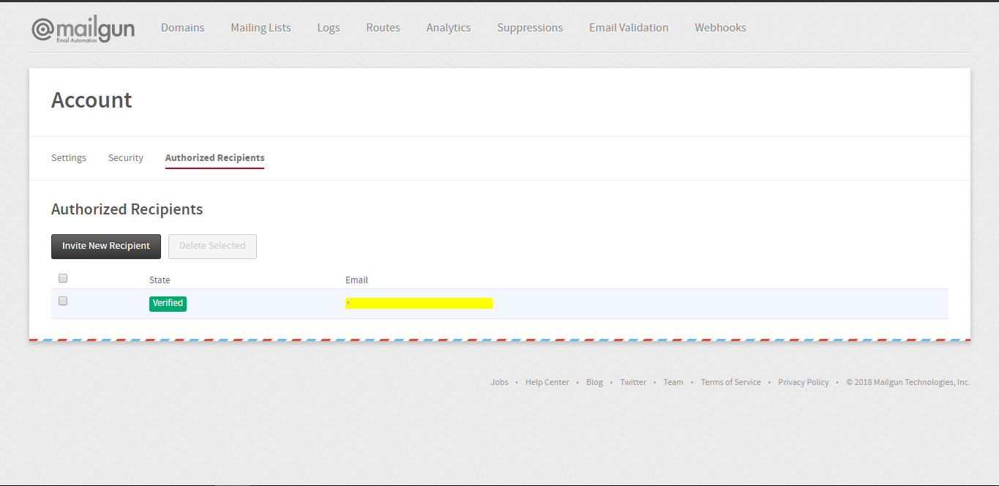 @mailgun
Email Automation
Domains Mailing Lists Logs Routes Analytics Suppressions Email Validation Webhooks
Account
Settings Security Authorized Recipients
Authorized Recipients
Invite New Recipient Delete Selected
State Email
Verified
Jobs • Help Center • Blog • Twitter • Team • Terms of Service • Privacy Policy • © 2018 Mailgun Technologies, Inc.